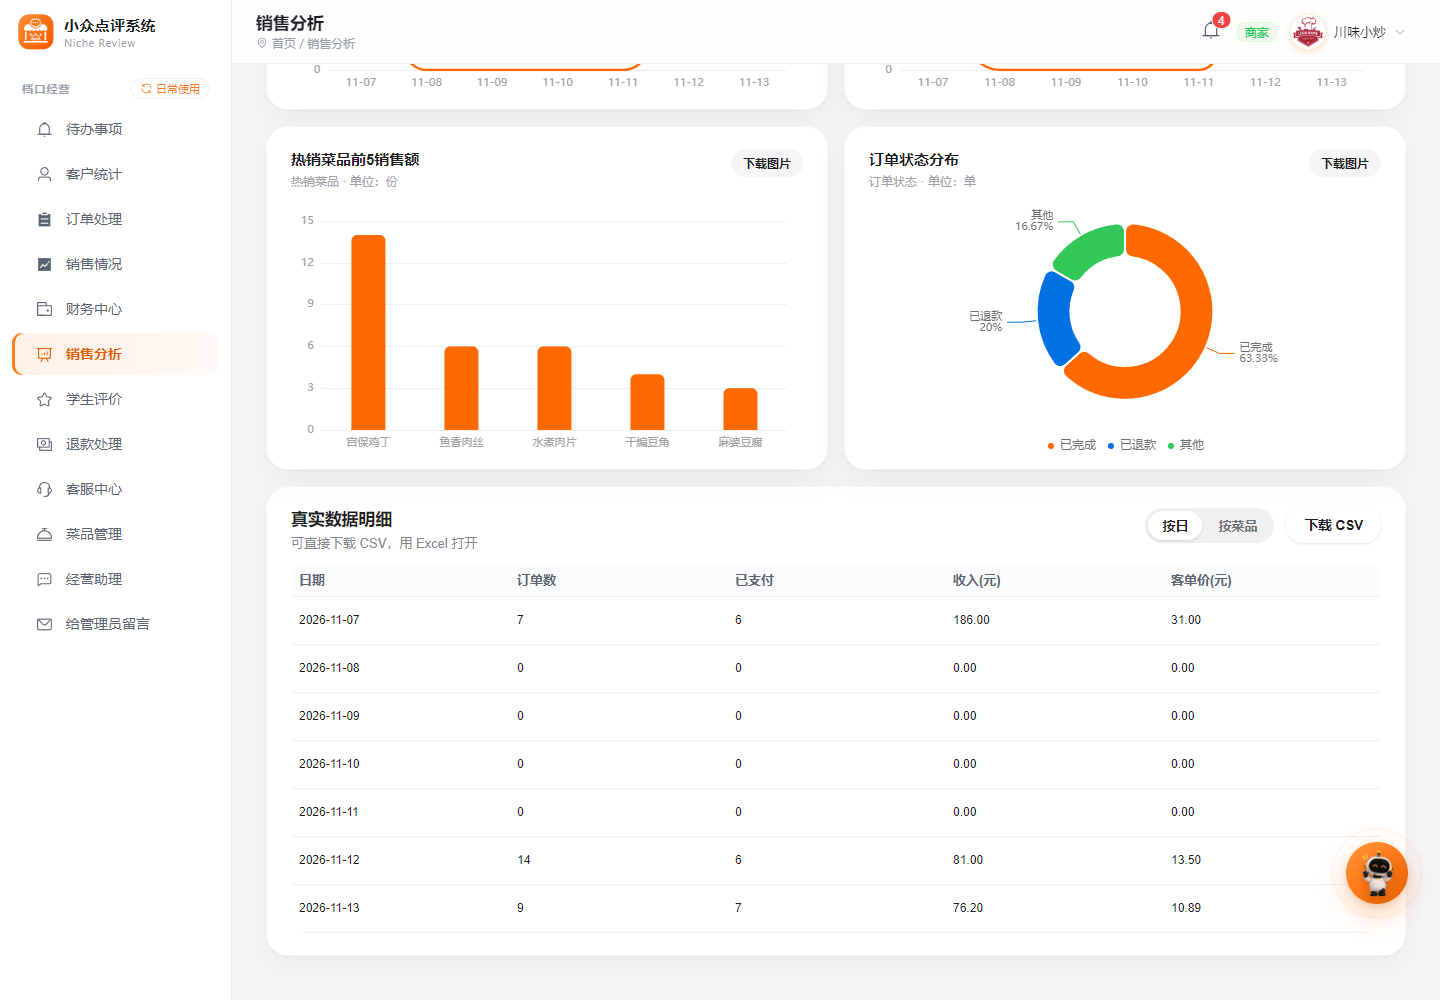 小众点评系统
Niche Review
档口经营
日常使用
待办事项
客户统计
订单处理
销售情况
财务中心
销售分析
学生评价
退款处理
客服中心
菜品管理
经营助理
给管理员留言
销售分析
首页 / 销售分析
4
商家
川味小炒
0
11-07 11-08 11-09 11-10 11-11 11-12 11-13
0
11-07 11-08 11-09 11-10 11-11 11-12 11-13
热销菜品前5销售额
热销菜品 · 单位：份
下载图片
15
12
9
6
3
0
宫保鸡丁 鱼香肉丝 水煮肉片 干煸豆角 麻婆豆腐
订单状态分布
订单状态 · 单位：单
下载图片
其他
16.67%
已退款
20%
已完成
63.33%
已完成 已退款 其他
真实数据明细
可直接下载 CSV，用 Excel 打开
按日 按菜品
下载 CSV
日期 订单数 已支付 收入(元) 客单价(元)
2026-11-07 7 6 186.00 31.00
2026-11-08 0 0 0.00 0.00
2026-11-09 0 0 0.00 0.00
2026-11-10 0 0 0.00 0.00
2026-11-11 0 0 0.00 0.00
2026-11-12 14 6 81.00 13.50
2026-11-13 9 7 76.20 10.89